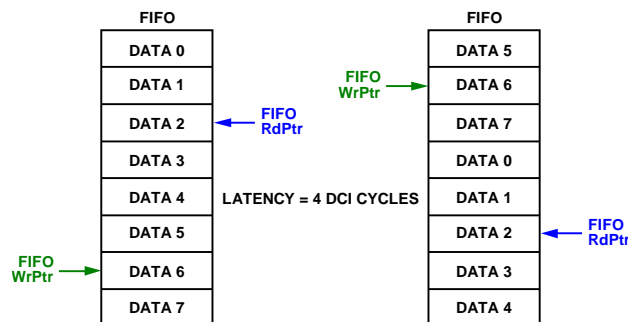 FIFO
DATA 0
DATA 1
DATA 2
DATA 3
DATA 4
DATA 5
DATA 6
DATA 7
FIFO
RdPtr
FIFO
WrPtr
LATENCY = 4 DCI CYCLES
FIFO
DATA 5
DATA 6
DATA 7
DATA 0
DATA 1
DATA 2
DATA 3
DATA 4
FIFO
WrPtr
FIFO
RdPtr